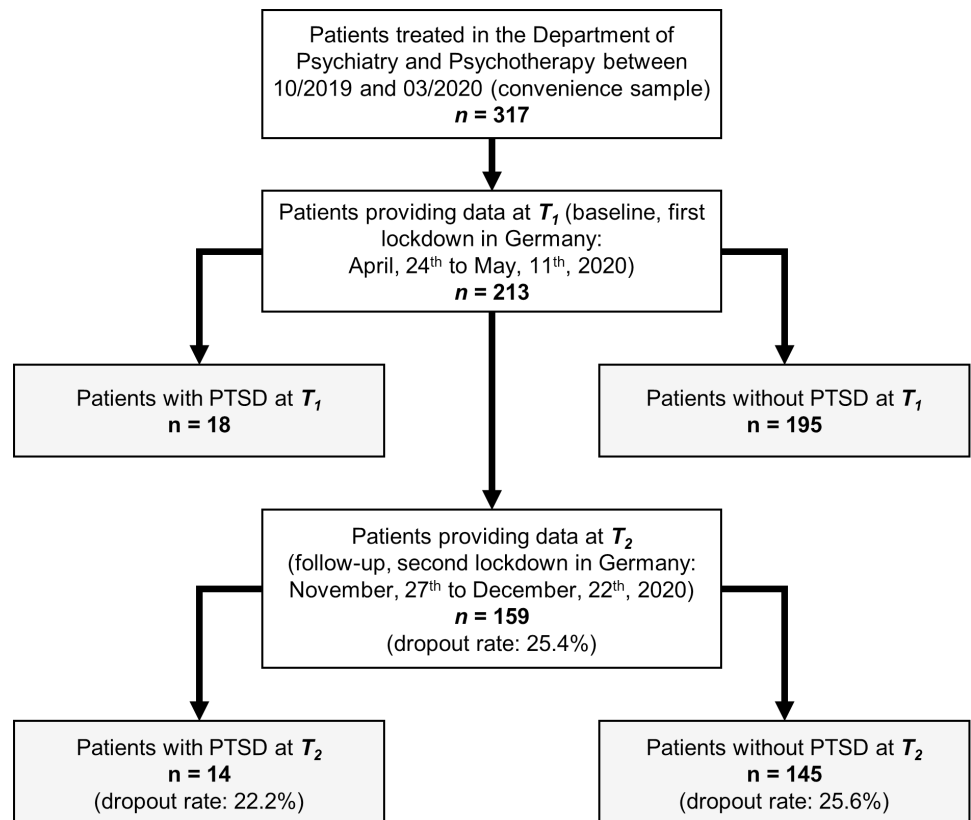 Patients treated in the Department of
Psychiatry and Psychotherapy between
10/2019 and 03/2020 (convenience sample)
n = 317
Patients providing data at T1 (baseline, first
lockdown in Germany:
April, 24th to May, 11th, 2020)
n = 213
Patients with PTSD at T1
n = 18
Patients without PTSD at T1
n = 195
Patients providing data at T2
(follow-up, second lockdown in Germany:
November, 27th to December, 22th, 2020)
n = 159
(dropout rate: 25.4%)
Patients with PTSD at T2
n = 14
(dropout rate: 22.2%)
Patients without PTSD at T2
n = 145
(dropout rate: 25.6%)